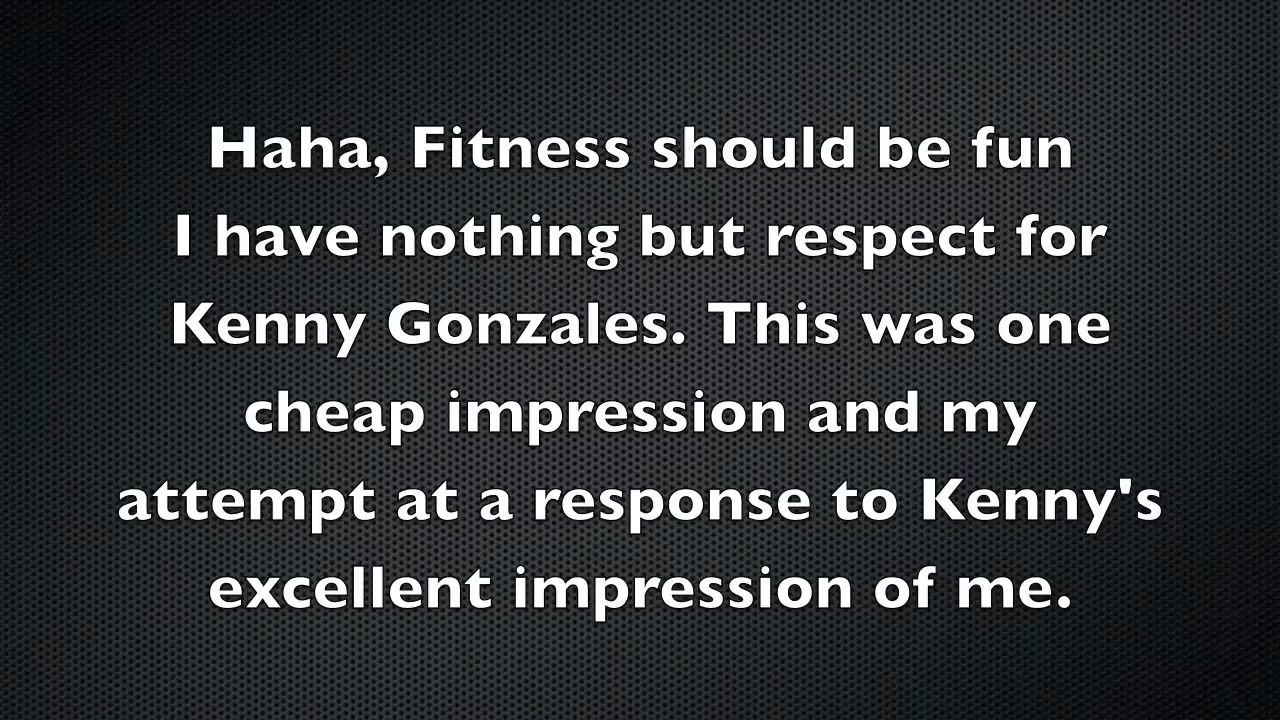 Haha, Fitness should be fun
I have nothing but respect for
Kenny Gonzales. This was one
cheap impression and my
attempt at a response to Kenny's
excellent impression of me.